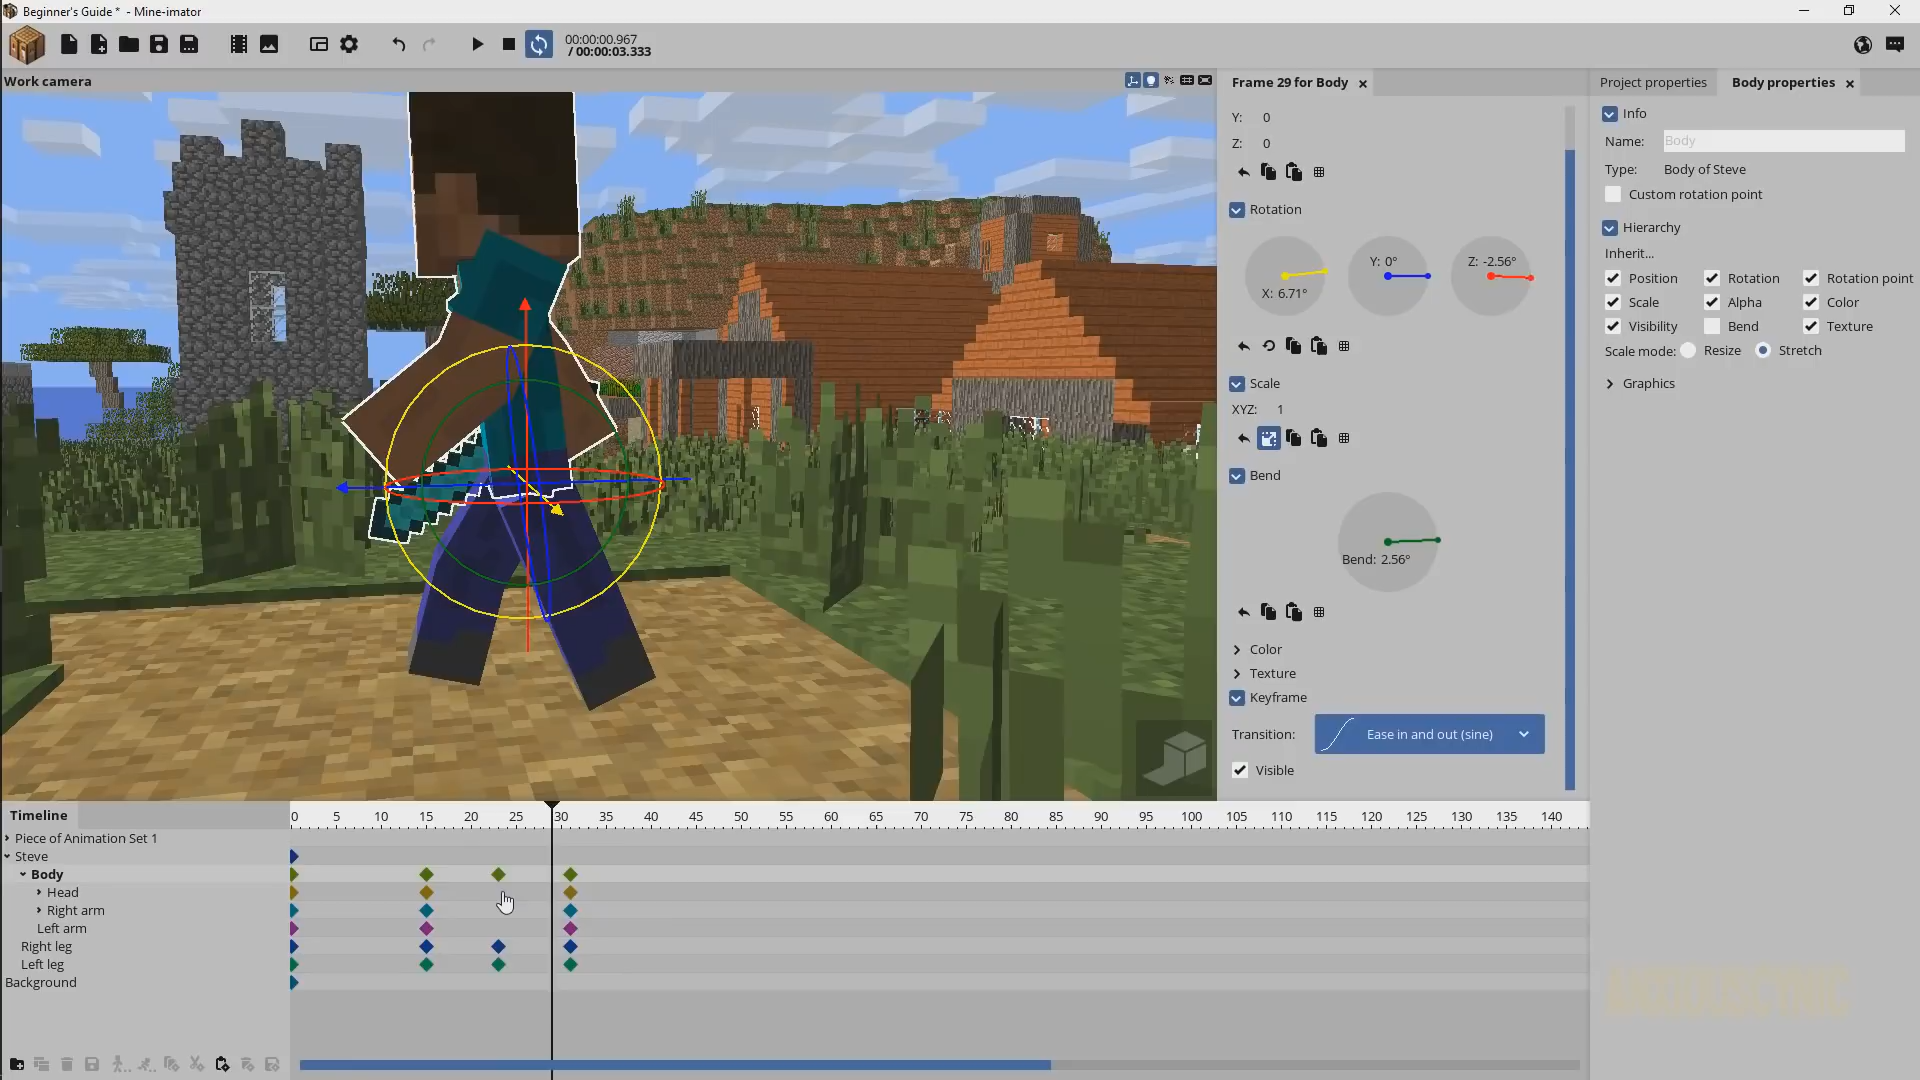 Beginner's Guide * - Mine-imator
00:00:00.967
/ 00:00:03.333
Work camera
Frame 29 for Body
Y: 0
Z: 0
Rotation
X: 6.71°
Y: 0°
Z: -2.56°
Scale
XYZ: 1
Bend
Bend: 2.56°
Color
Texture
Keyframe
Transition: Ease in and out (sine)
Visible
Project properties
Body properties
Info
Name: Body
Type: Body of Steve
Custom rotation point
Hierarchy
Inherit...
Position Rotation Rotation point
Scale Alpha Color
Visibility Bend Texture
Scale mode: Resize Stretch
Graphics
Timeline
0 5 10 15 20 25 30 35 40 45 50 55 60 65 70 75 80 85 90 95 100 105 110 115 120 125 130 135 140
Piece of Animation Set 1
Steve
Body
Head
Right arm
Left arm
Right leg
Left leg
Background